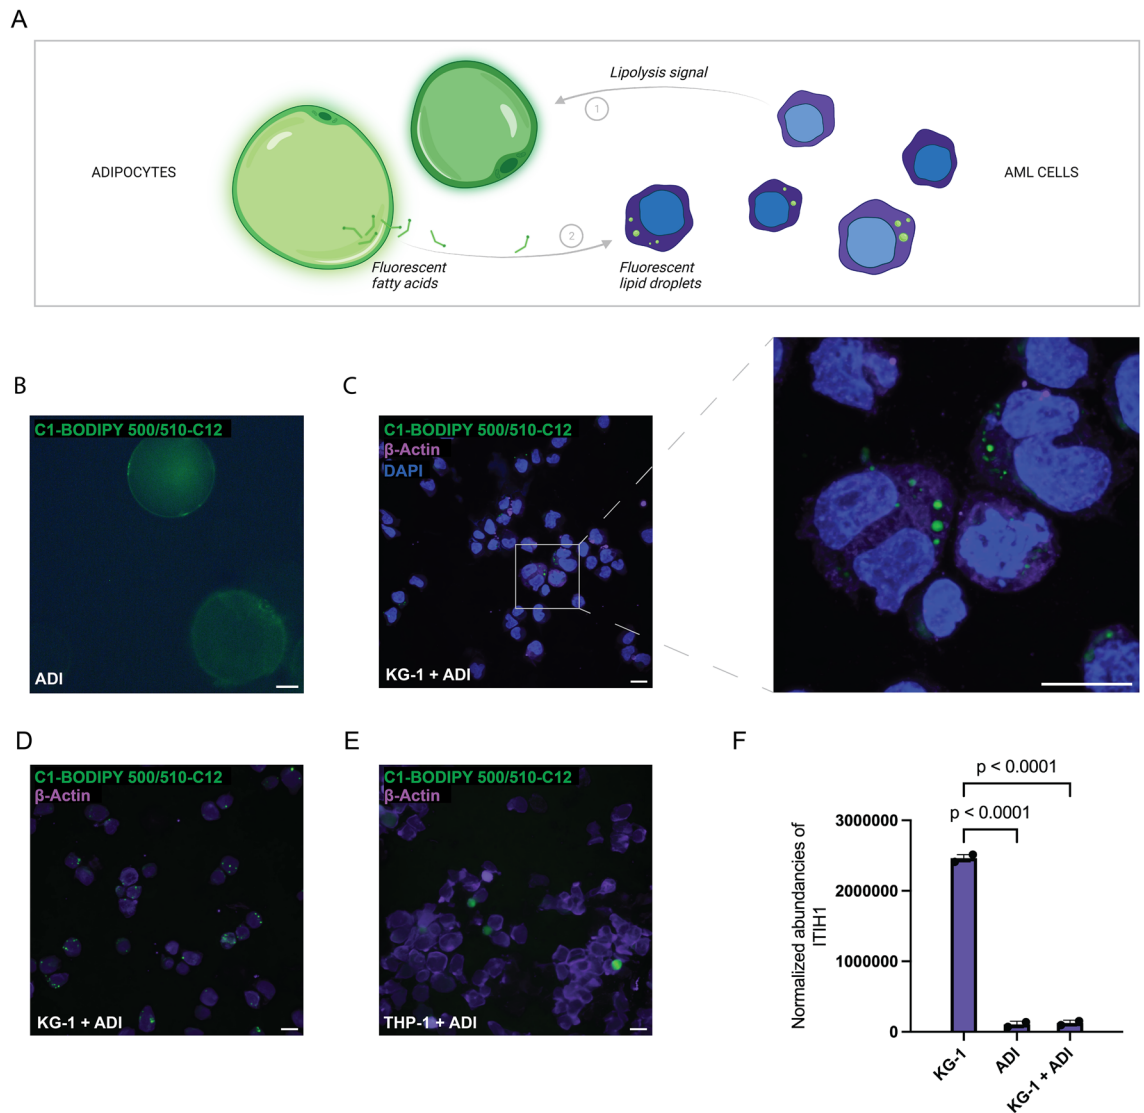 A
Lipolysis signal
1
ADIPOCYTES
AML CELLS
2
Fluorescent
fatty acids
Fluorescent
lipid droplets
B
C1-BODIPY 500/510-C12
ADI
C
C1-BODIPY 500/510-C12
β-Actin
DAPI
KG-1 + ADI
D
C1-BODIPY 500/510-C12
β-Actin
KG-1 + ADI
E
C1-BODIPY 500/510-C12
β-Actin
THP-1 + ADI
F
p < 0.0001
p < 0.0001
Normalized abundancies of
ITIH1
3000000
2000000
1000000
0
KG-1
ADI
KG-1 + ADI